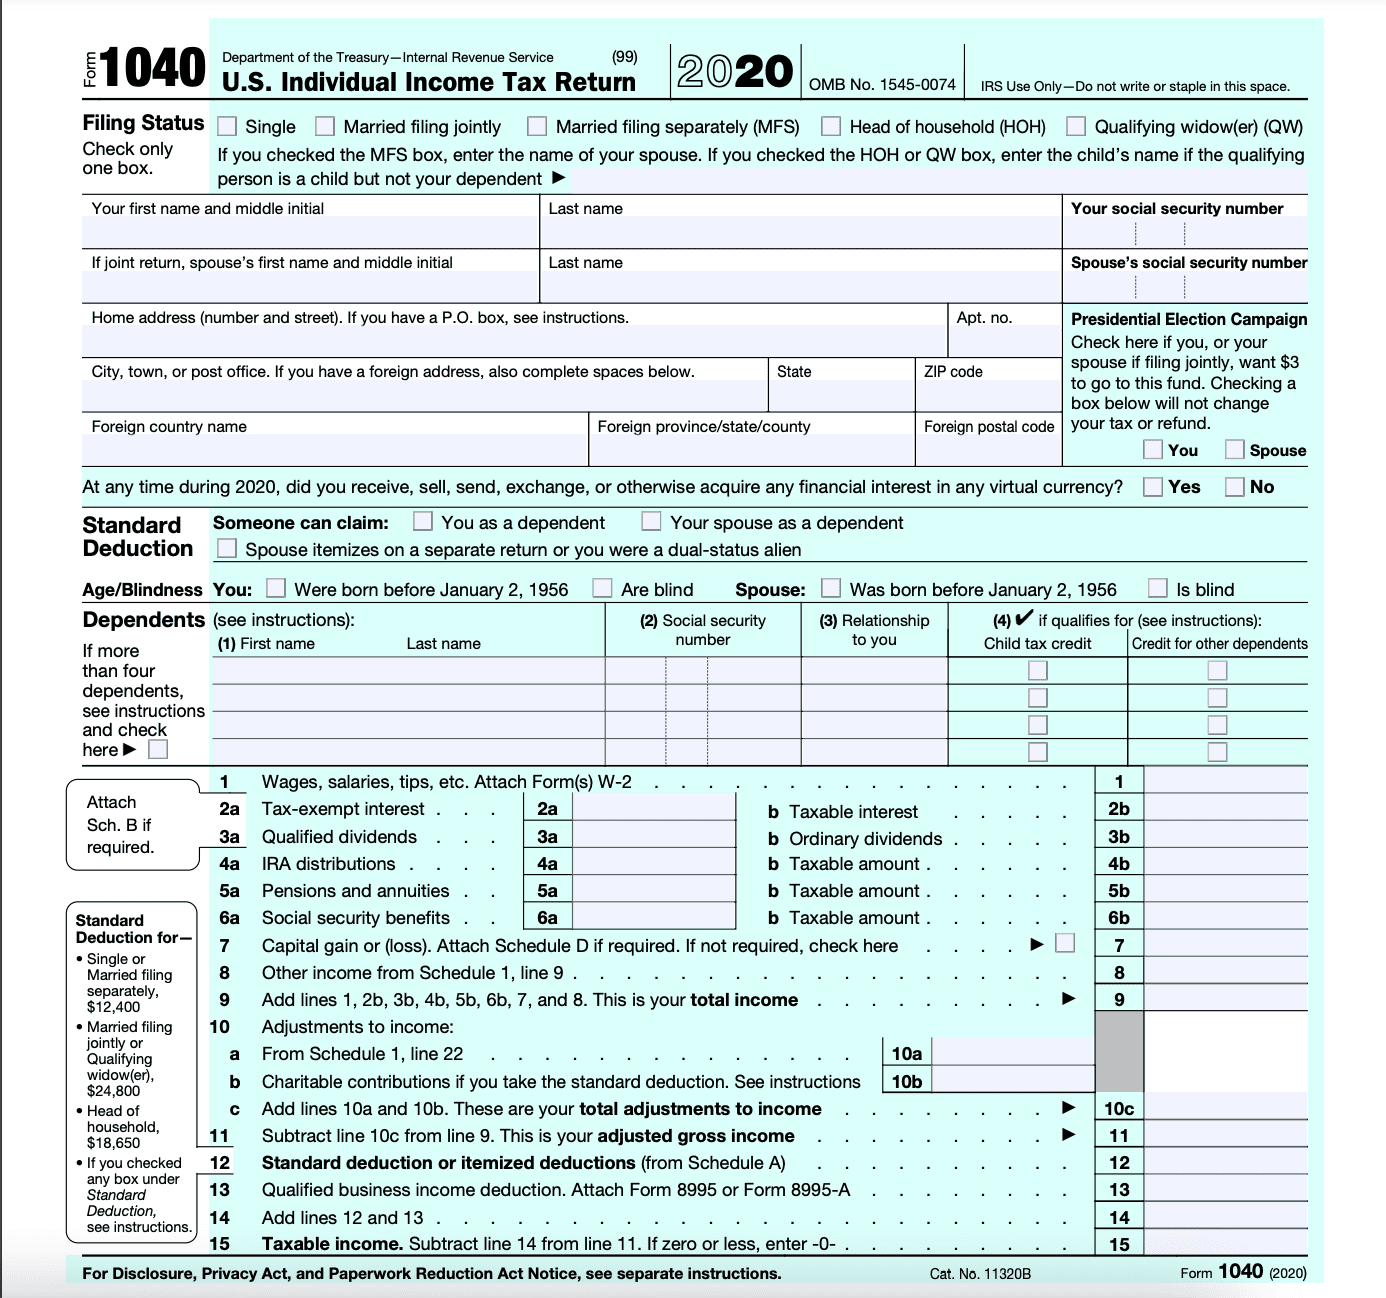 Form 1040 Department of the Treasury—Internal Revenue Service (99)
U.S. Individual Income Tax Return 2020 OMB No. 1545-0074 IRS Use Only—Do not write or staple in this space.
Filing Status Single Married filing jointly Married filing separately (MFS) Head of household (HOH) Qualifying widow(er) (QW)
Check only
one box.
If you checked the MFS box, enter the name of your spouse. If you checked the HOH or QW box, enter the child's name if the qualifying
person is a child but not your dependent ▶
Your first name and middle initial Last name Your social security number
If joint return, spouse's first name and middle initial Last name Spouse's social security number
Home address (number and street). If you have a P.O. box, see instructions. Apt. no.
City, town, or post office. If you have a foreign address, also complete spaces below. State ZIP code
Foreign country name Foreign province/state/county Foreign postal code
Presidential Election Campaign
Check here if you, or your
spouse if filing jointly, want $3
to go to this fund. Checking a
box below will not change
your tax or refund.
You Spouse
At any time during 2020, did you receive, sell, send, exchange, or otherwise acquire any financial interest in any virtual currency? Yes No
Standard
Deduction
Someone can claim: You as a dependent Your spouse as a dependent
Spouse itemizes on a separate return or you were a dual-status alien
Age/Blindness You: Were born before January 2, 1956 Are blind Spouse: Was born before January 2, 1956 Is blind
Dependents (see instructions):
(1) First name Last name
(2) Social security
number
(3) Relationship
to you
(4) ✔ if qualifies for (see instructions):
Child tax credit Credit for other dependents
If more
than four
dependents,
see instructions
and check
here ▶
Attach
Sch. B if
required.
1 Wages, salaries, tips, etc. Attach Form(s) W-2 . . . . . . . . . . . . . . . . 1
2a Tax-exempt interest . . . 2a b Taxable interest . . . . . 2b
3a Qualified dividends . . . 3a b Ordinary dividends . . . . . 3b
4a IRA distributions . . . . 4a b Taxable amount . . . . . . 4b
5a Pensions and annuities . . 5a b Taxable amount . . . . . . 5b
6a Social security benefits . . 6a b Taxable amount . . . . . . 6b
7 Capital gain or (loss). Attach Schedule D if required. If not required, check here . . . . ▶ 7
8 Other income from Schedule 1, line 9 . . . . . . . . . . . . . . . . . . . 8
9 Add lines 1, 2b, 3b, 4b, 5b, 6b, 7, and 8. This is your total income . . . . . . . . . ▶ 9
10 Adjustments to income:
a From Schedule 1, line 22 . . . . . . . . . . . . . . 10a
b Charitable contributions if you take the standard deduction. See instructions 10b
c Add lines 10a and 10b. These are your total adjustments to income . . . . . . . . ▶ 10c
11 Subtract line 10c from line 9. This is your adjusted gross income . . . . . . . . . ▶ 11
12 Standard deduction or itemized deductions (from Schedule A) . . . . . . . . . . 12
13 Qualified business income deduction. Attach Form 8995 or Form 8995-A . . . . . . . . 13
14 Add lines 12 and 13 . . . . . . . . . . . . . . . . . . . . . . . . 14
15 Taxable income. Subtract line 14 from line 11. If zero or less, enter -0- . . . . . . . . . 15
Standard
Deduction for—
• Single or
Married filing
separately,
$12,400
• Married filing
jointly or
Qualifying
widow(er),
$24,800
• Head of
household,
$18,650
• If you checked
any box under
Standard
Deduction,
see instructions.
For Disclosure, Privacy Act, and Paperwork Reduction Act Notice, see separate instructions. Cat. No. 11320B Form 1040 (2020)